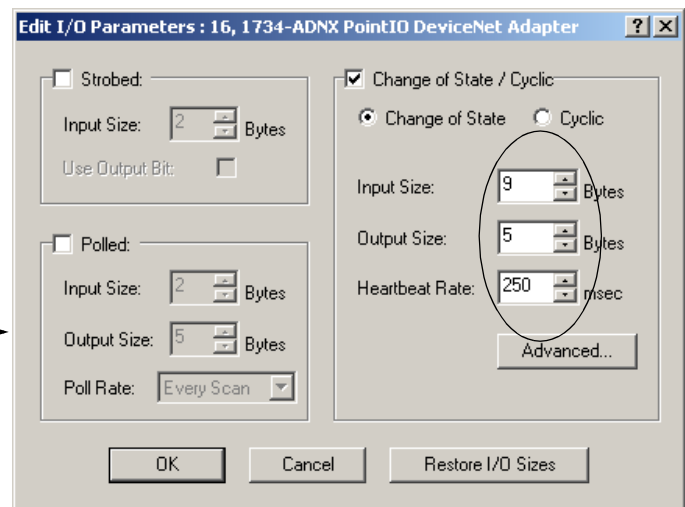 Edit I/O Parameters : 16, 1734-ADNX PointIO DeviceNet Adapter
Strobed:
Input Size: 2 Bytes
Use Output Bit:
Polled:
Input Size: 2 Bytes
Output Size: 5 Bytes
Poll Rate: Every Scan
Change of State / Cyclic
Change of State Cyclic
Input Size: 9 Bytes
Output Size: 5 Bytes
Heartbeat Rate: 250 msec
Advanced...
OK Cancel Restore I/O Sizes